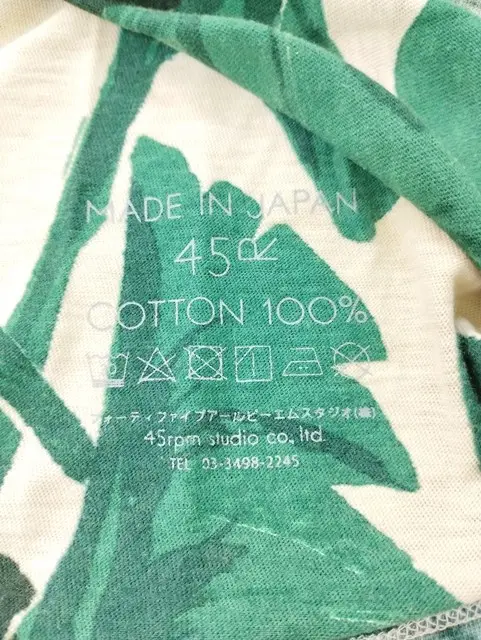 MADE IN JAPAN
45R
COTTON 100%
フォーティファイブアールピーエムスタジオ(株)
45rpm studio co., ltd.
TEL 03-3498-2245